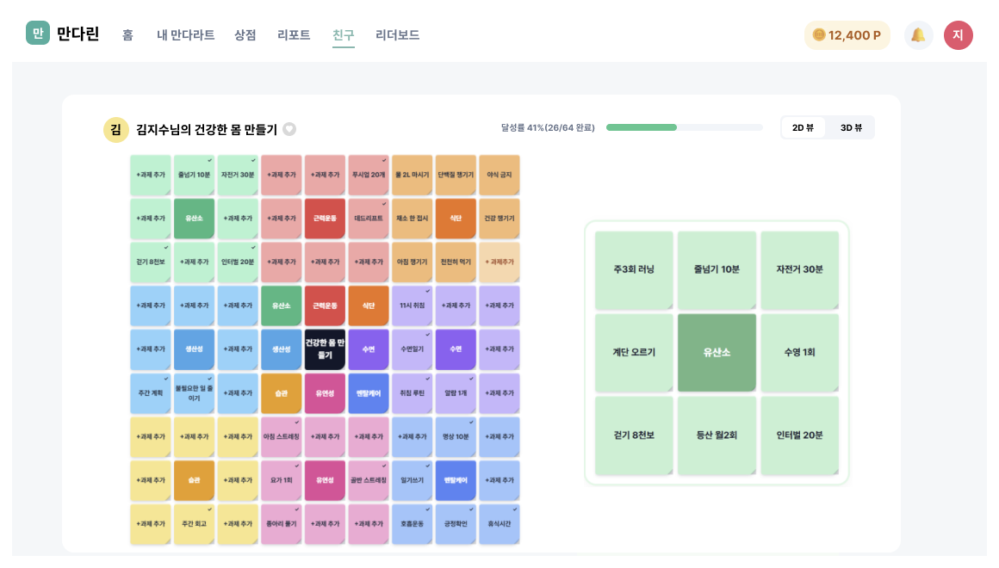 만 만다린 홈 내 만다라트 상점 리포트 친구 리더보드 12,400 P 지
김 김지수님의 건강한 몸 만들기 달성률 41%(26/64 완료) 2D 뷰 3D 뷰
+과제 추가 줄넘기 10분 자전거 30분 +과제 추가 +과제 추가 푸시업 20개 물 2L 마시기 단백질 챙기기 야식 금지
+과제 추가 유산소 +과제 추가 +과제 추가 근력운동 데드리프트 채소 한 접시 식단 건강 챙기기
걷기 8천보 +과제 추가 인터벌 20분 +과제 추가 +과제 추가 +과제 추가 아침 챙기기 천천히 먹기 + 과제추가
+과제 추가 +과제 추가 +과제 추가 유산소 근력운동 식단 11시 취침 +과제 추가 +과제 추가
+과제 추가 생산성 +과제 추가 생산성 건강한 몸 만 수면 수면일기 수면 +과제 추가
들기
주간 계획 불필요한 일 줄 +과제 추가 습관 유연성 멘탈케어 취침 루틴 알람 1개 +과제 추가
이기
+과제 추가 +과제 추가 +과제 추가 아침 스트레칭 +과제 추가 +과제 추가 +과제 추가 명상 10분 +과제 추가
+과제 추가 습관 +과제 추가 요가 1회 유연성 골반 스트레칭 일기쓰기 멘탈케어 +과제 추가
+과제 추가 주간 회고 +과제 추가 종아리 풀기 +과제 추가 +과제 추가 호흡운동 긍정확언 휴식시간
주3회 러닝 줄넘기 10분 자전거 30분
계단 오르기 유산소 수영 1회
걷기 8천보 등산 월2회 인터벌 20분